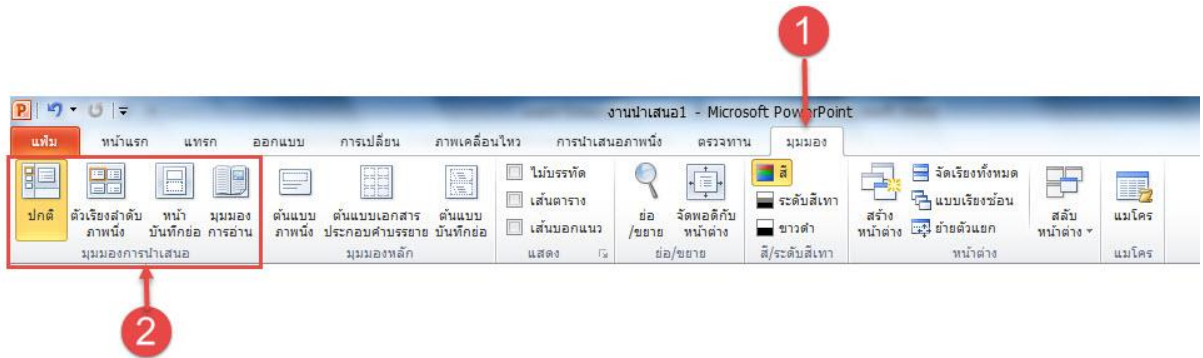 1
งานนำเสนอ1 - Microsoft PowerPoint
แฟ้ม หน้าแรก แทรก ออกแบบ การเปลี่ยน ภาพเคลื่อนไหว การนำเสนอภาพนิ่ง ตรวจทาน มุมมอง
ปกติ ตัวเรียงลำดับ หน้า มุมมอง
ภาพนิ่ง บันทึกย่อ การอ่าน
มุมมองการนำเสนอ
ต้นแบบ ต้นแบบเอกสาร ต้นแบบ
ภาพนิ่ง ประกอบคำบรรยาย บันทึกย่อ
มุมมองหลัก
ไม้บรรทัด
เส้นตาราง
เส้นบอกแนว
แสดง
ย่อ จัดพอดีกับ
/ขยาย หน้าต่าง
ย่อ/ขยาย
สี
ระดับสีเทา
ขาวดำ
สี/ระดับสีเทา
สร้าง
หน้าต่าง
จัดเรียงทั้งหมด
แบบเรียงซ้อน
ย้ายตัวแยก
สลับ
หน้าต่าง
หน้าต่าง
แมโคร
แมโคร
2